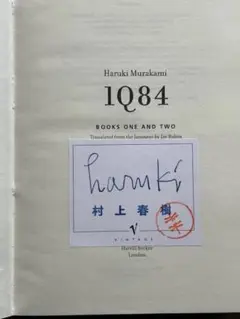 Haruki Murakami
1Q84
BOOKS ONE AND TWO
Translated from the Japanese by Jay Rubin
haruki
村上春樹
V
VINTAGE
Harvill Secker
London